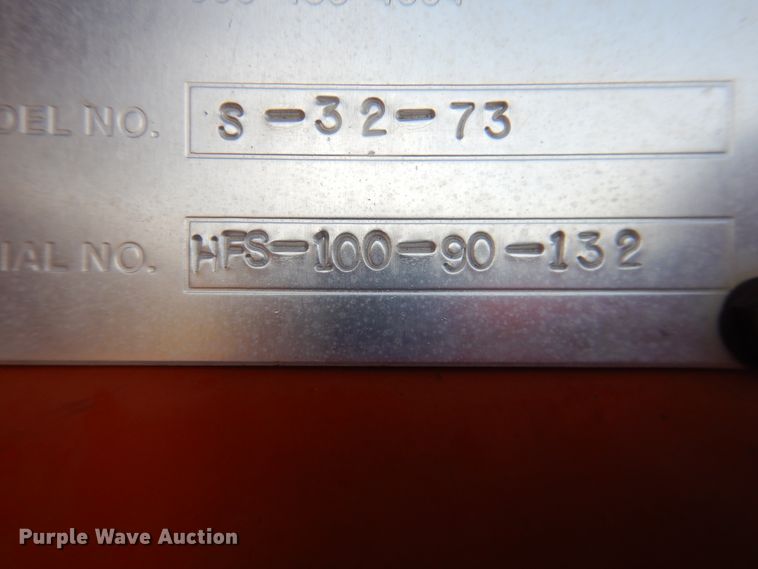 DEL NO. S-32-73
IAL NO. HFS-100-90-132
Purple Wave Auction